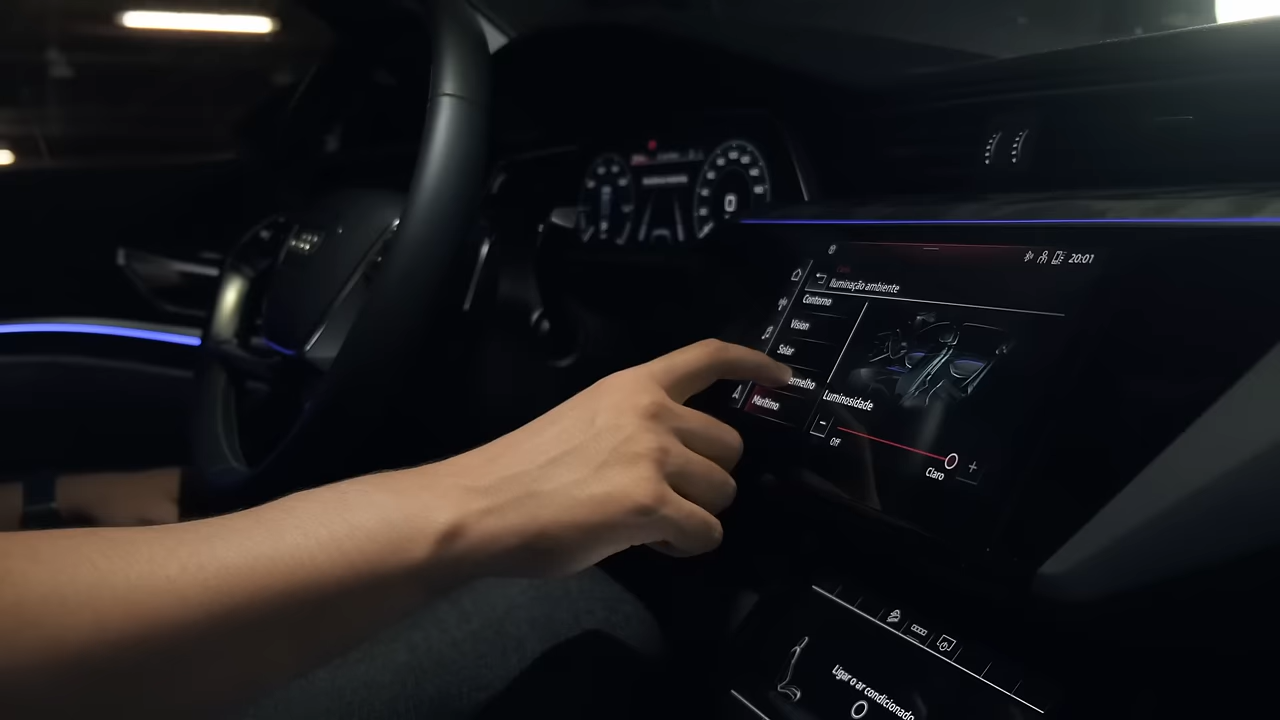 20:01
Iluminação ambiente
Contorno
Vision
Solar
ermelho
Marítimo
Luminosidade
Off
Claro
Ligar o ar condicionado